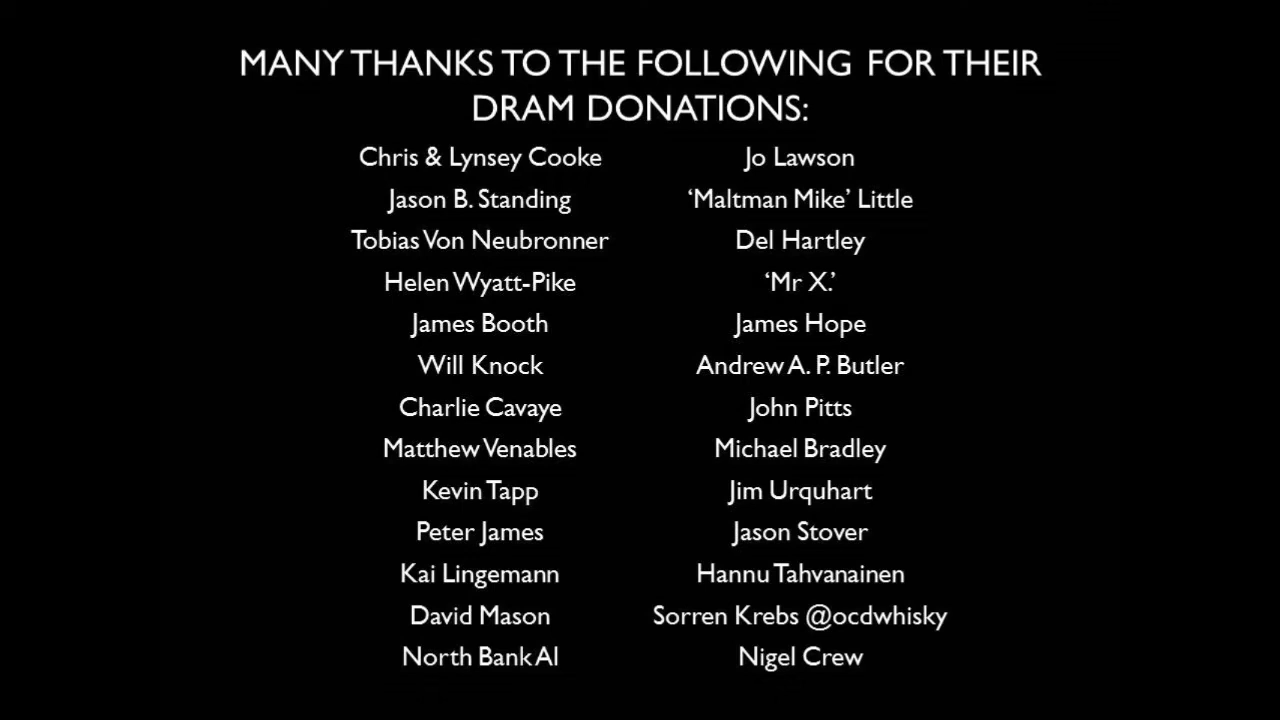 MANY THANKS TO THE FOLLOWING FOR THEIR
DRAM DONATIONS:
Chris & Lynsey Cooke
Jason B. Standing
Tobias Von Neubronner
Helen Wyatt-Pike
James Booth
Will Knock
Charlie Cavaye
Matthew Venables
Kevin Tapp
Peter James
Kai Lingemann
David Mason
North Bank Al
Jo Lawson
‘Maltman Mike’ Little
Del Hartley
‘Mr X.’
James Hope
Andrew A. P. Butler
John Pitts
Michael Bradley
Jim Urquhart
Jason Stover
Hannu Tahvanainen
Sorren Krebs @ocdwhisky
Nigel Crew